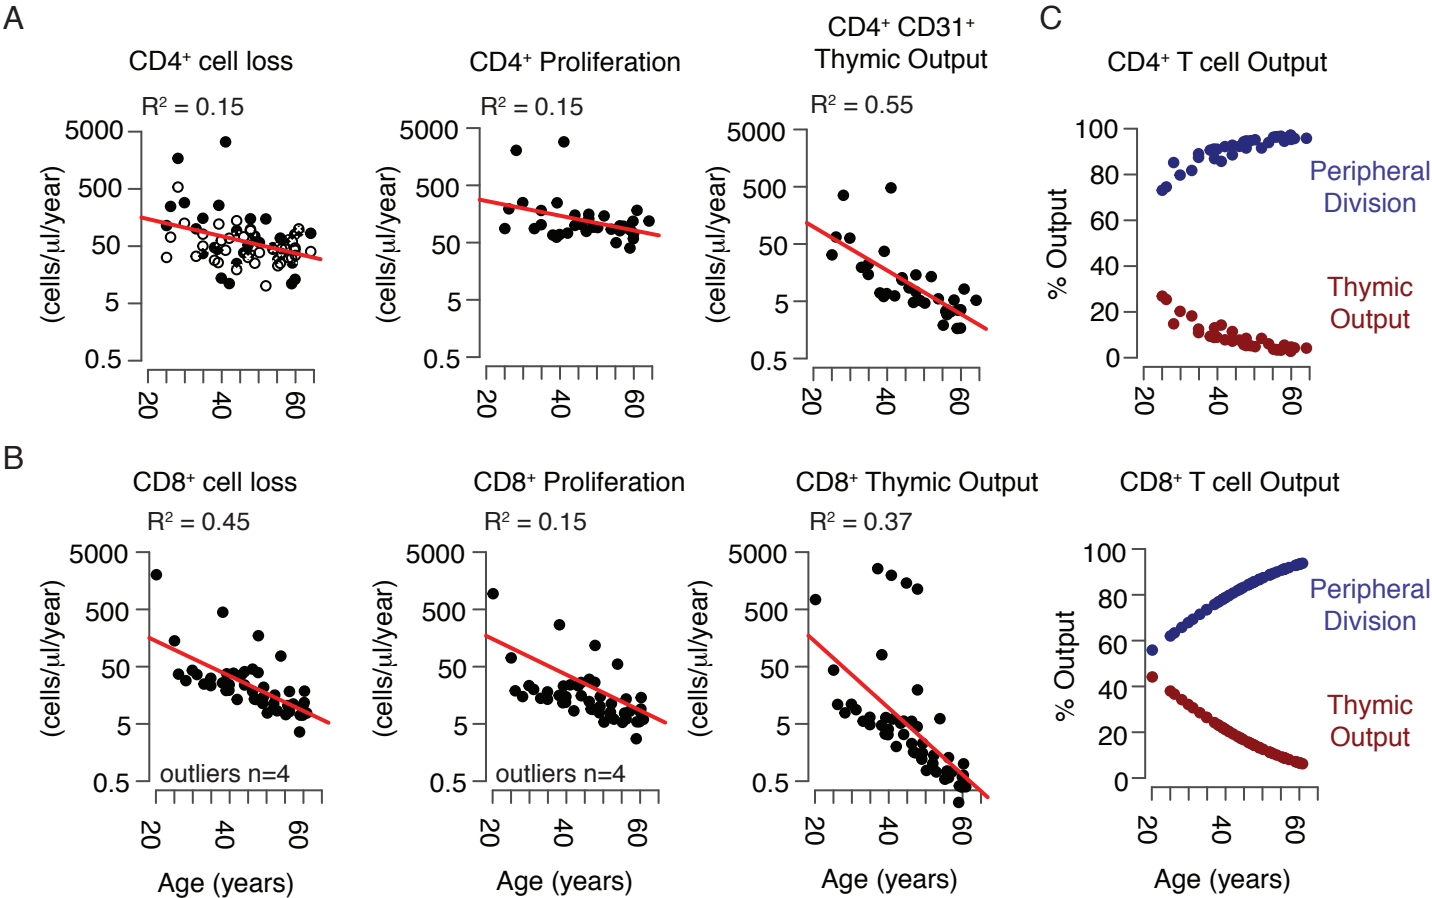 A
CD4⁺ cell loss
R² = 0.15
5000
500
50
5
0.5
(cells/μl/year)
20
40
60
CD4⁺ Proliferation
R² = 0.15
5000
500
50
5
0.5
(cells/μl/year)
20
40
60
CD4⁺ CD31⁺
Thymic Output
R² = 0.55
5000
500
50
5
0.5
(cells/μl/year)
20
40
60
C
CD4⁺ T cell Output
100
80
60
40
20
0
% Output
Peripheral
Division
Thymic
Output
20
40
60
B
CD8⁺ cell loss
R² = 0.45
5000
500
50
5
0.5
(cells/μl/year)
outliers n=4
20
40
60
Age (years)
CD8⁺ Proliferation
R² = 0.15
5000
500
50
5
0.5
(cells/μl/year)
outliers n=4
20
40
60
Age (years)
CD8⁺ Thymic Output
R² = 0.37
5000
500
50
5
0.5
(cells/μl/year)
20
40
60
Age (years)
CD8⁺ T cell Output
100
80
60
40
20
0
% Output
Peripheral
Division
Thymic
Output
20
40
60
Age (years)